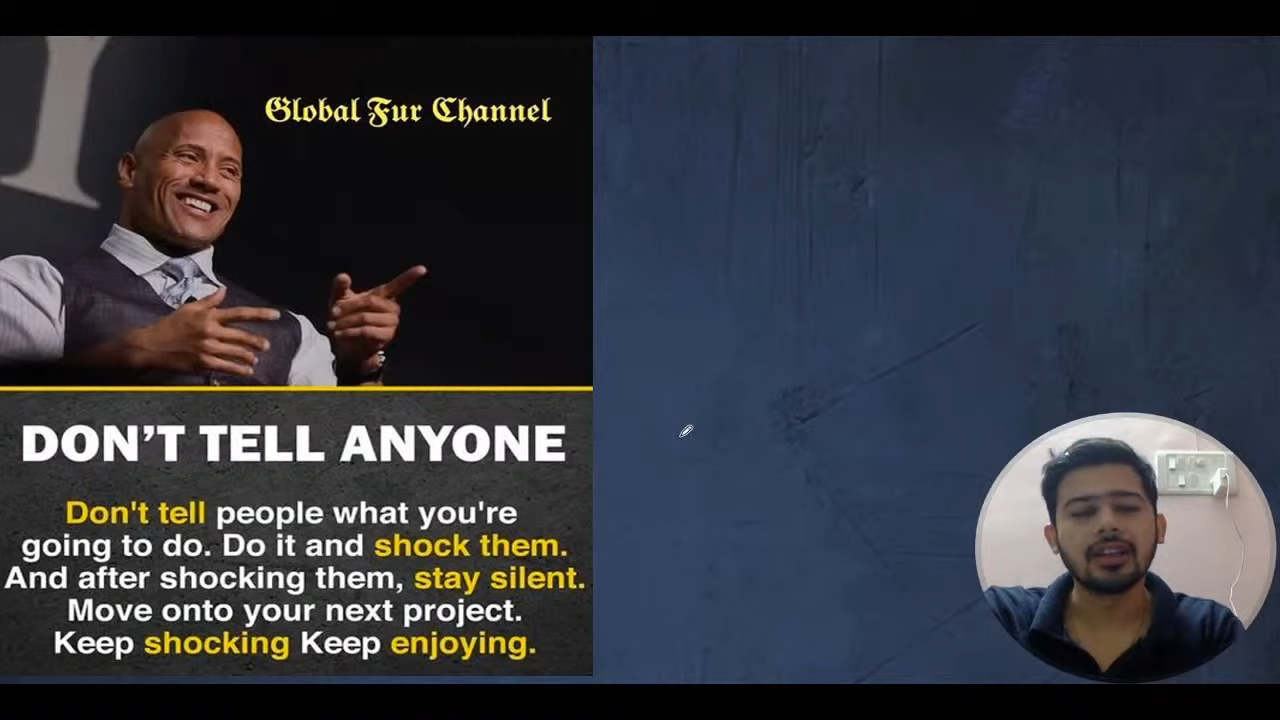 Global Fur Channel
DON'T TELL ANYONE
Don't tell people what you're
going to do. Do it and shock them.
And after shocking them, stay silent.
Move onto your next project.
Keep shocking Keep enjoying.